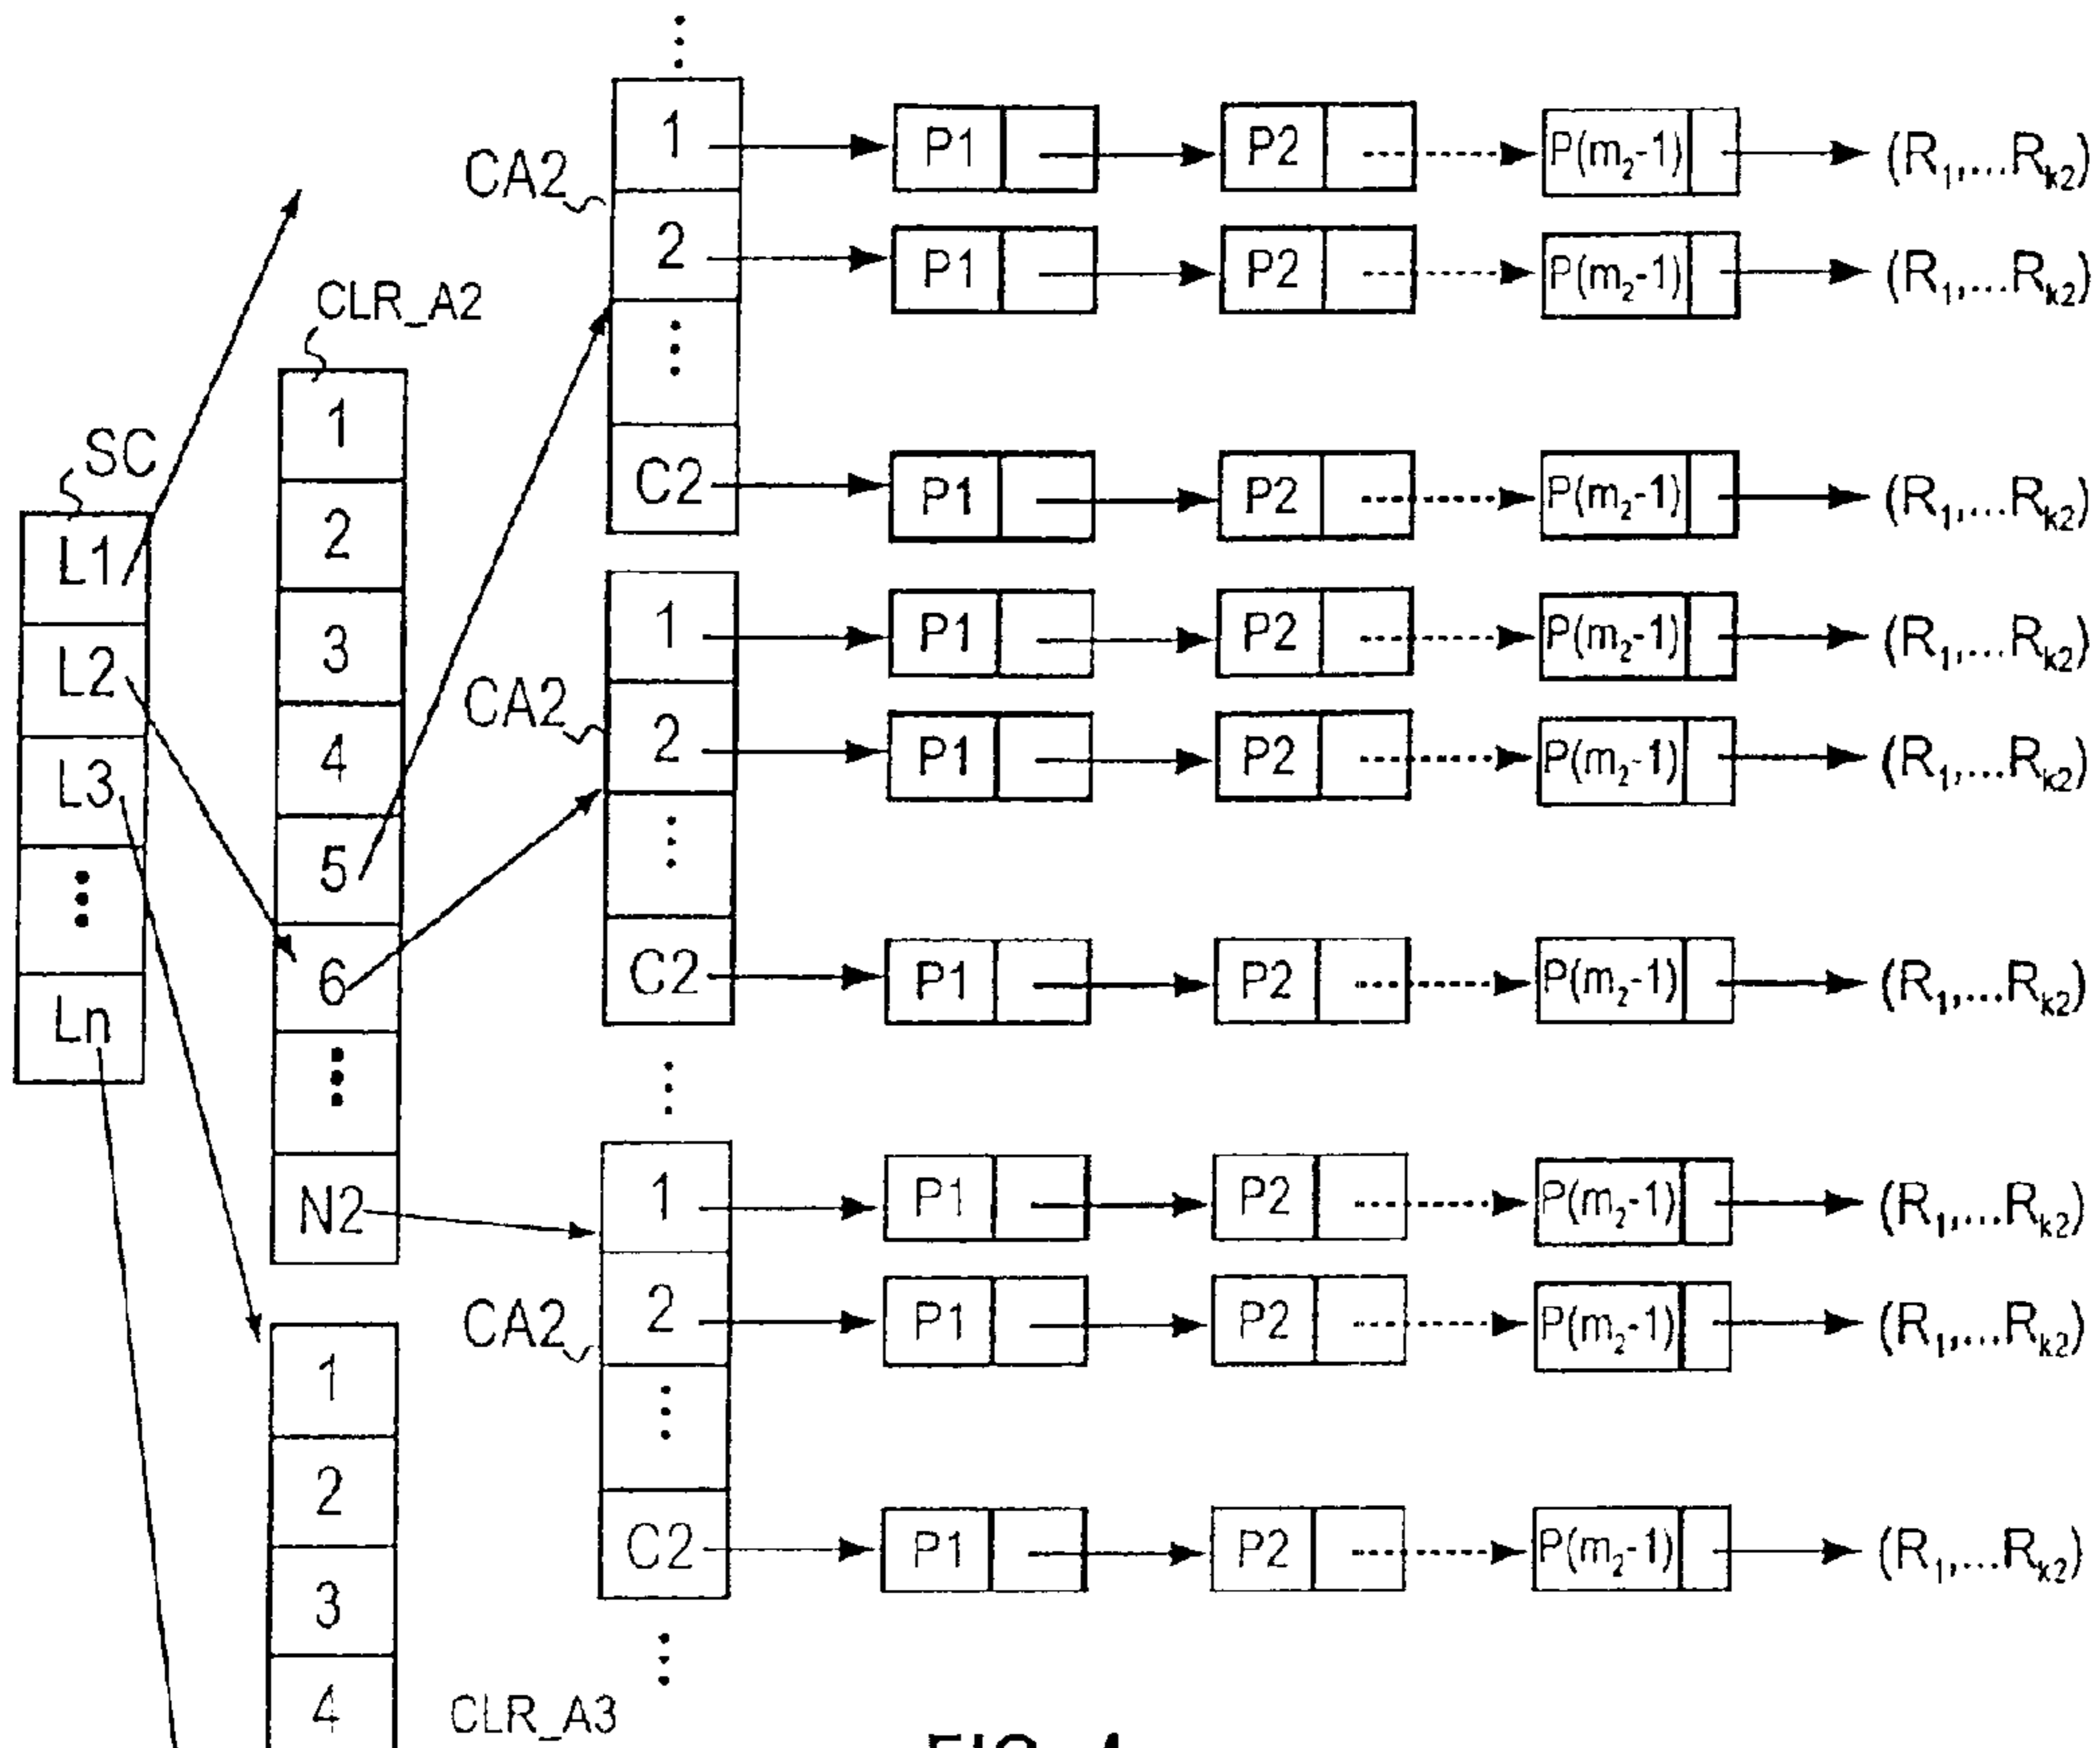 SC
L1
L2
L3
⋮
Ln
CLR_A2
1
2
3
4
5
6
⋮
N2
1
2
3
4
CLR_A3
⋮
CA2
1 P1 P2 P(m₂-1) (R₁,...Rₖ₂)
2 P1 P2 P(m₂-1) (R₁,...Rₖ₂)
⋮
C2 P1 P2 P(m₂-1) (R₁,...Rₖ₂)
CA2
1 P1 P2 P(m₂-1) (R₁,...Rₖ₂)
2 P1 P2 P(m₂-1) (R₁,...Rₖ₂)
⋮
C2 P1 P2 P(m₂-1) (R₁,...Rₖ₂)
⋮
CA2
1 P1 P2 P(m₂-1) (R₁,...Rₖ₂)
2 P1 P2 P(m₂-1) (R₁,...Rₖ₂)
⋮
C2 P1 P2 P(m₂-1) (R₁,...Rₖ₂)
⋮